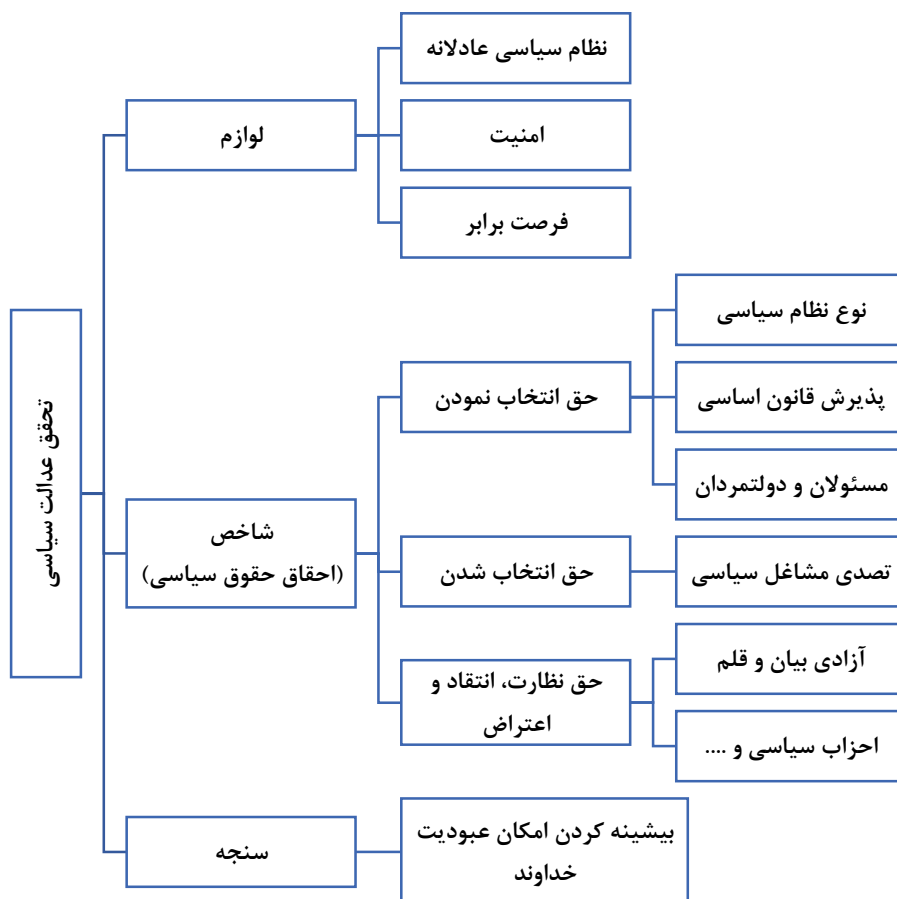 تحقق عدالت سیاسی
لوازم
نظام سیاسی عادلانه
امنیت
فرصت برابر
شاخص
(احقاق حقوق سیاسی)
حق انتخاب نمودن
نوع نظام سیاسی
پذیرش قانون اساسی
مسئولان و دولتمردان
حق انتخاب شدن
تصدی مشاغل سیاسی
حق نظارت، انتقاد و
اعتراض
آزادی بیان و قلم
احزاب سیاسی و ....
سنجه
بیشینه کردن امکان عبودیت
خداوند